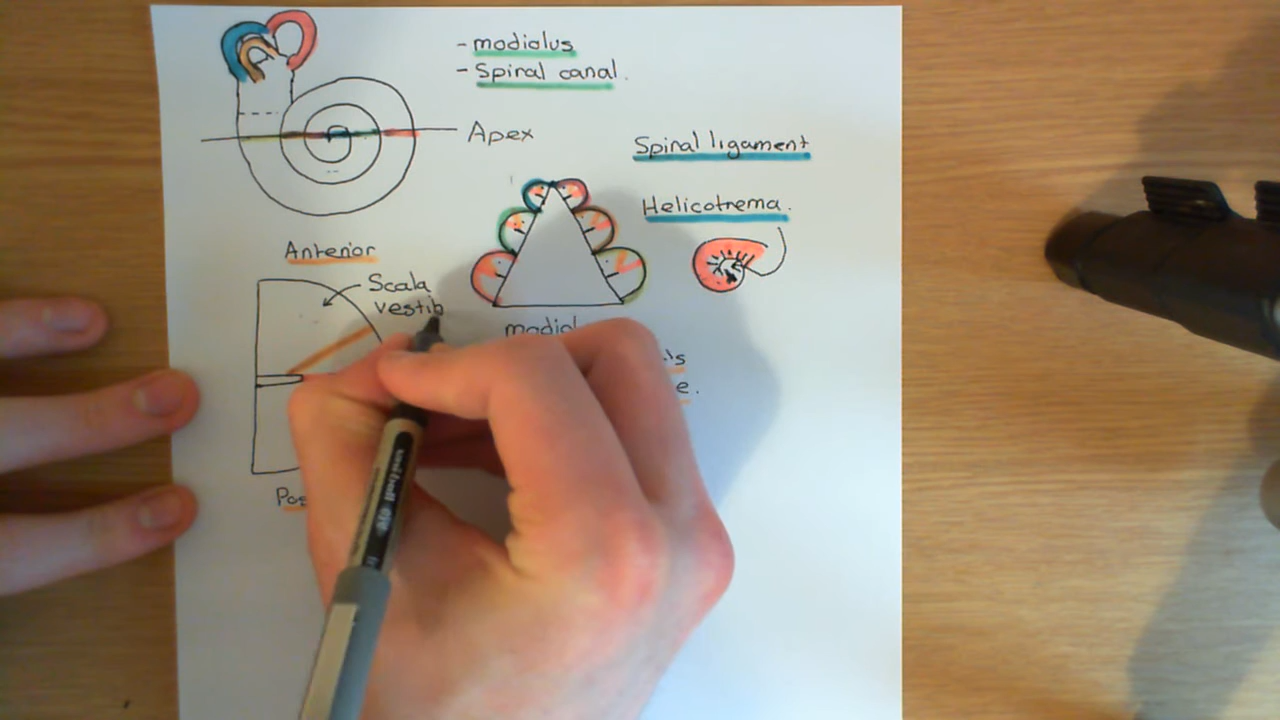 - modiolus
- Spiral canal.
Apex
Spiral ligament
Helicotrema.
Anterior
Scala
vestib